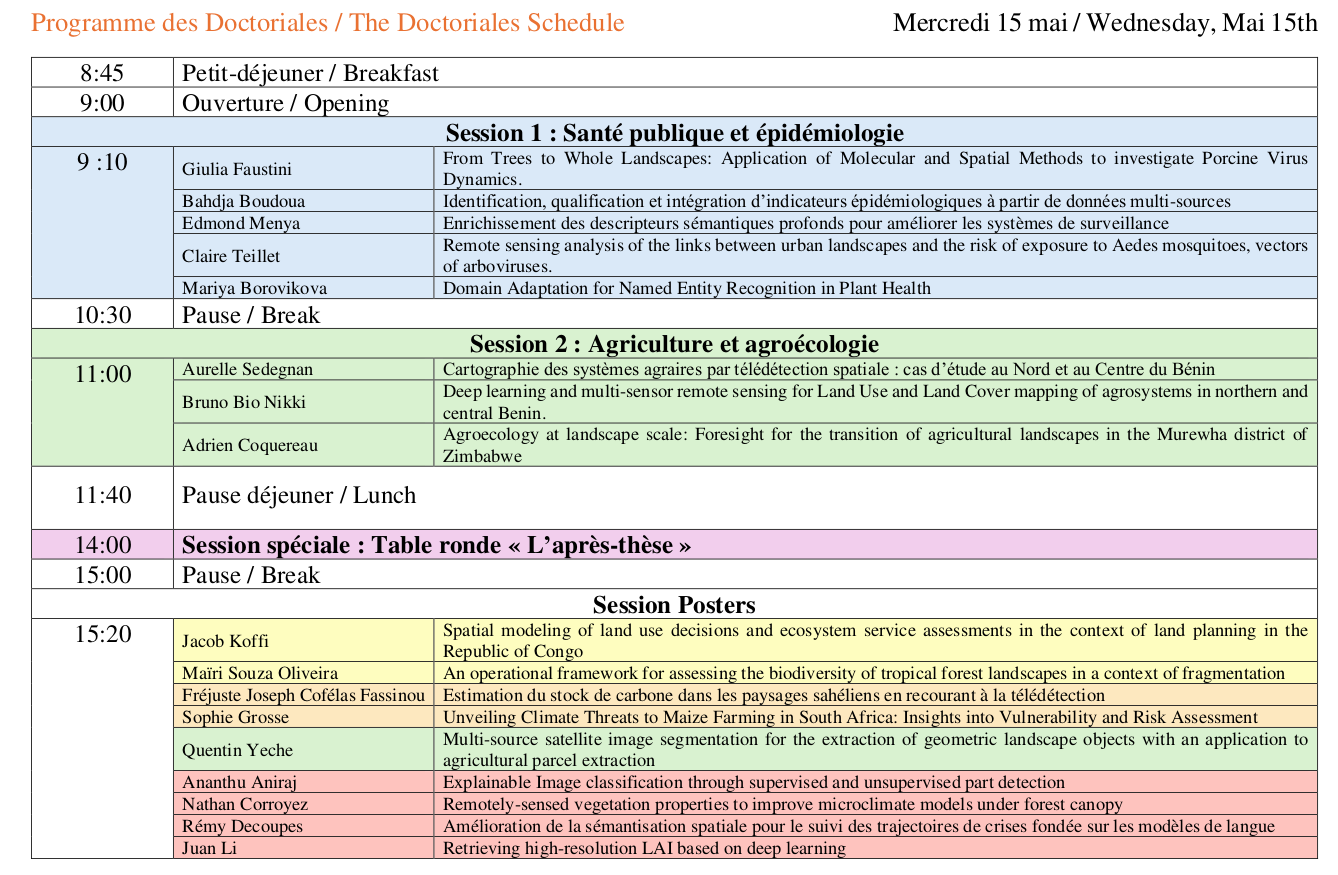 Programme des Doctoriales / The Doctoriales Schedule Mercredi 15 mai / Wednesday, Mai 15th
8:45 Petit-déjeuner / Breakfast
9:00 Ouverture / Opening
Session 1 : Santé publique et épidémiologie
9 :10 Giulia Faustini From Trees to Whole Landscapes: Application of Molecular and Spatial Methods to investigate Porcine Virus
Dynamics.
Bahdja Boudoua Identification, qualification et intégration d’indicateurs épidémiologiques à partir de données multi-sources
Edmond Menya Enrichissement des descripteurs sémantiques profonds pour améliorer les systèmes de surveillance
Claire Teillet Remote sensing analysis of the links between urban landscapes and the risk of exposure to Aedes mosquitoes, vectors
of arboviruses.
Mariya Borovikova Domain Adaptation for Named Entity Recognition in Plant Health
10:30 Pause / Break
Session 2 : Agriculture et agroécologie
11:00 Aurelle Sedegnan Cartographie des systèmes agraires par télédétection spatiale : cas d’étude au Nord et au Centre du Bénin
Bruno Bio Nikki Deep learning and multi-sensor remote sensing for Land Use and Land Cover mapping of agrosystems in northern and
central Benin.
Adrien Coquereau Agroecology at landscape scale: Foresight for the transition of agricultural landscapes in the Murewha district of
Zimbabwe
11:40 Pause déjeuner / Lunch
14:00 Session spéciale : Table ronde « L’après-thèse »
15:00 Pause / Break
Session Posters
15:20 Jacob Koffi Spatial modeling of land use decisions and ecosystem service assessments in the context of land planning in the
Republic of Congo
Maïri Souza Oliveira An operational framework for assessing the biodiversity of tropical forest landscapes in a context of fragmentation
Fréjuste Joseph Cofélas Fassinou Estimation du stock de carbone dans les paysages sahéliens en recourant à la télédétection
Sophie Grosse Unveiling Climate Threats to Maize Farming in South Africa: Insights into Vulnerability and Risk Assessment
Quentin Yeche Multi-source satellite image segmentation for the extraction of geometric landscape objects with an application to
agricultural parcel extraction
Ananthu Aniraj Explainable Image classification through supervised and unsupervised part detection
Nathan Corroyez Remotely-sensed vegetation properties to improve microclimate models under forest canopy
Rémy Decoupes Amélioration de la sémantisation spatiale pour le suivi des trajectoires de crises fondée sur les modèles de langue
Juan Li Retrieving high-resolution LAI based on deep learning